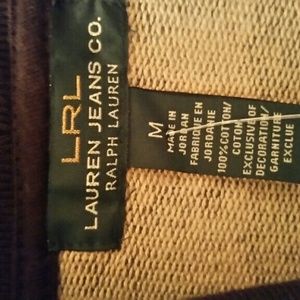 LRL
LAUREN JEANS CO.
RALPH LAUREN
M
MADE IN
JORDAN
FABRIQUE EN
JORDANIE
100%COTTON/
COTON
EXCLUSIVE OF
DECORATION/
GARNITURE
EXCLUE